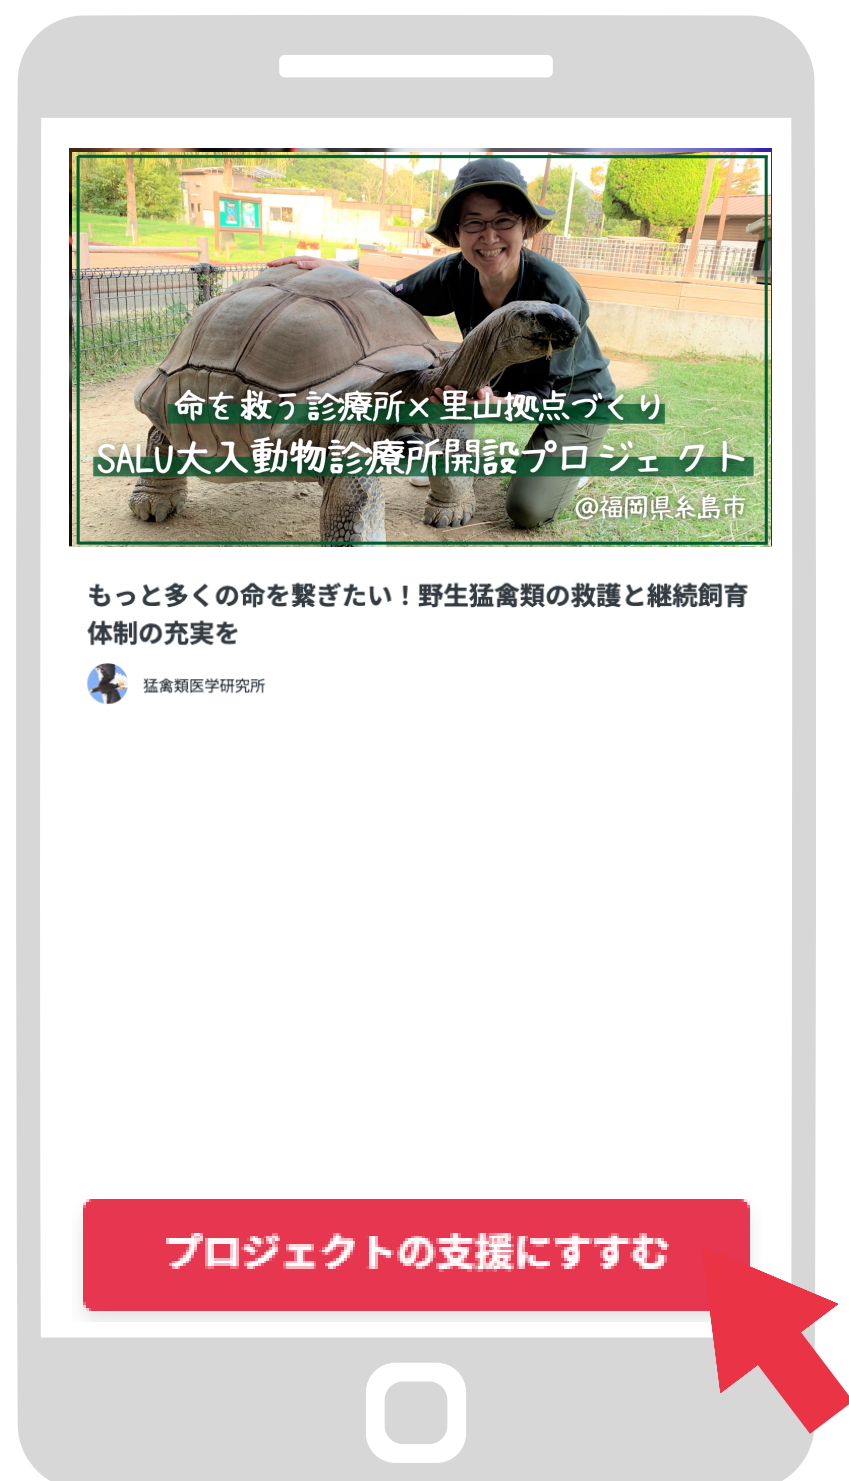 命を救う診療所×里山拠点づくり
SALU大入動物診療所開設プロジェクト
@福岡県糸島市
もっと多くの命を繋ぎたい！野生猛禽類の救護と継続飼育
体制の充実を
猛禽類医学研究所
プロジェクトの支援にすすむ